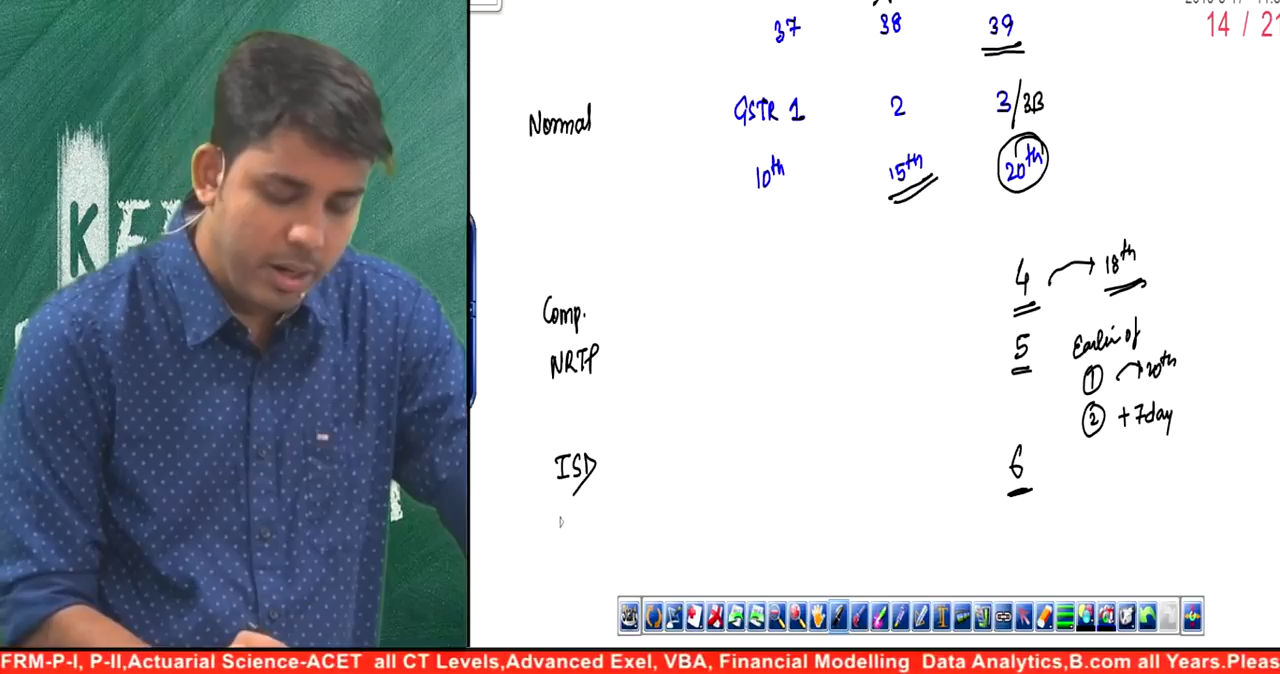 37 38 39
14 / 21
Normal GSTR 1 2 3/3B
10th 15th 20th
4 18th
Comp.
NRTP 5 Earlier of
① 20th
② +7day
ISD 6
FRM-P-I, P-II,Actuarial Science-ACET all CT Levels,Advanced Exel, VBA, Financial Modelling Data Analytics,B.com all Years.Pleas